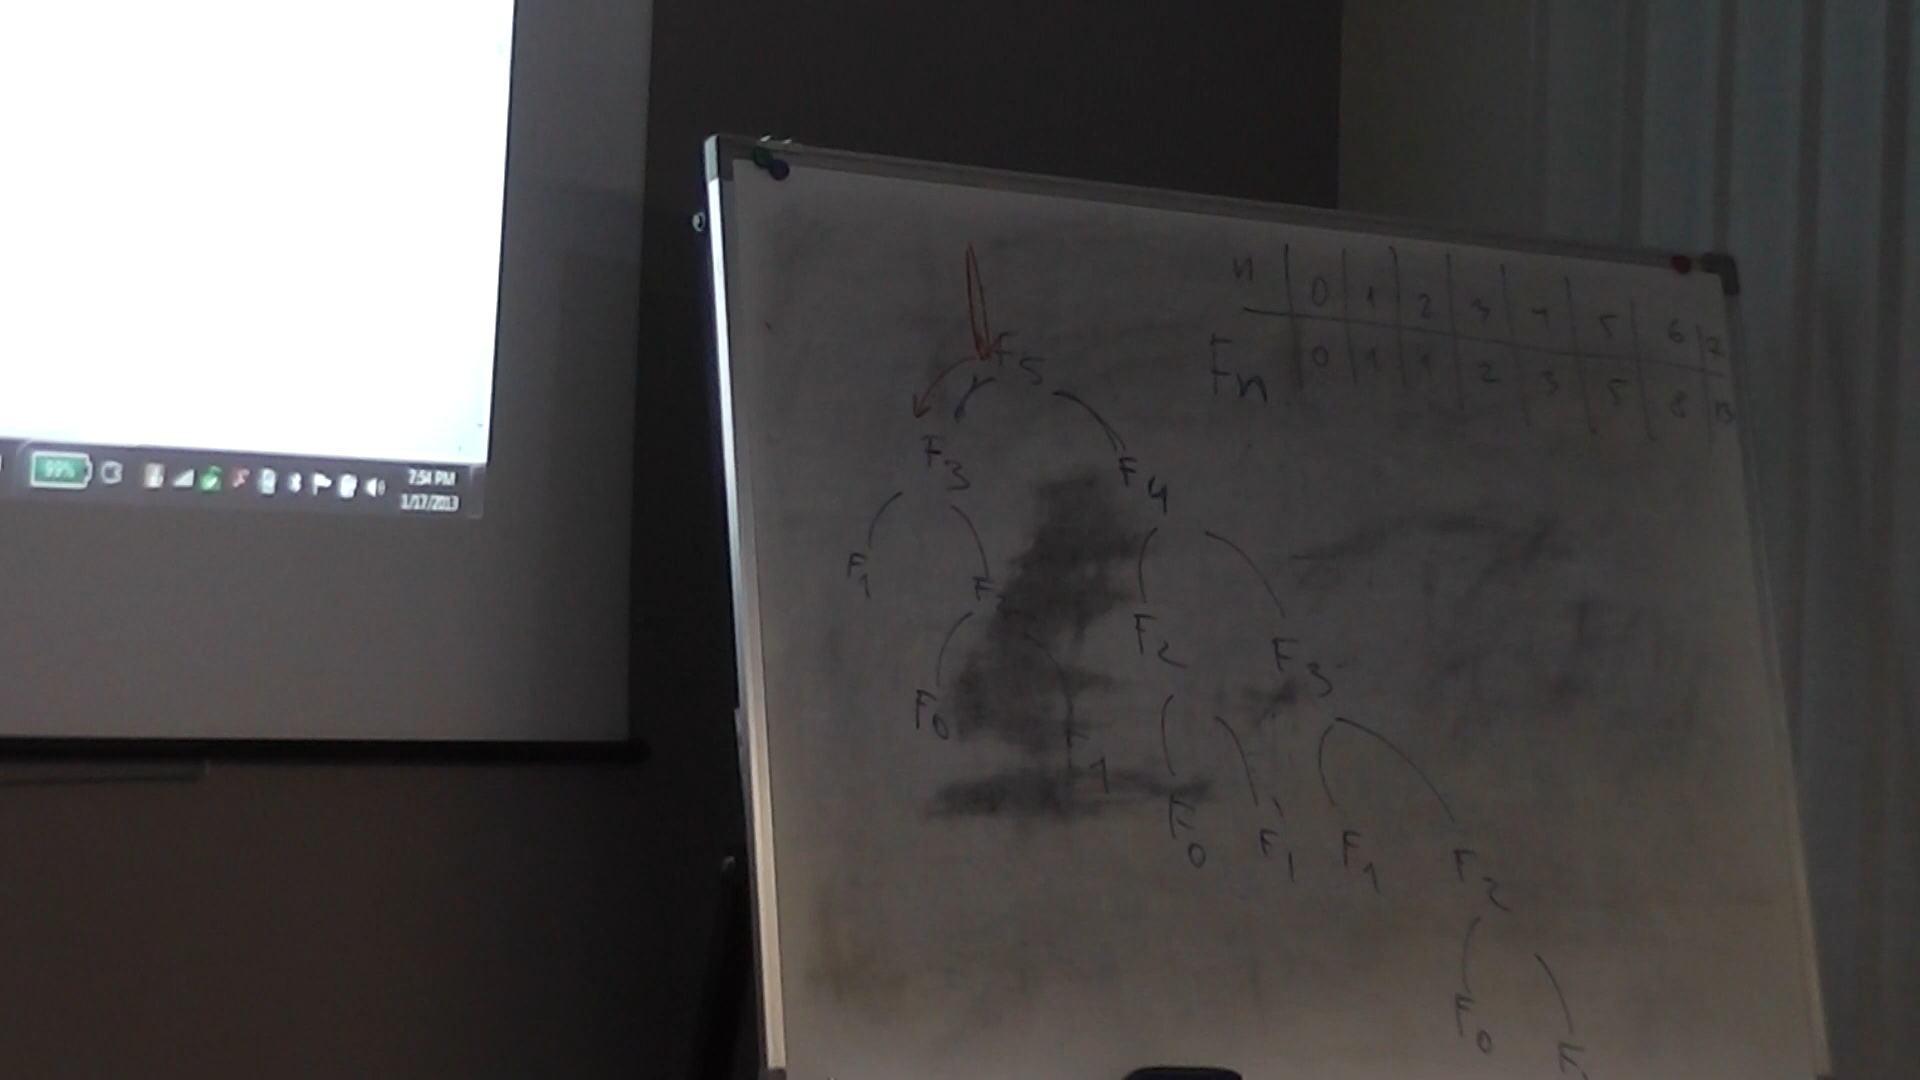 99%
7:54 PM
1/17/2013
n 0 1 2 3 4 5 6 7
Fn 0 1 1 2 3 5 8 13
F5
F3 F4
F1 F2 F2 F3
F0 F1 F0 F1 F1 F2
F0